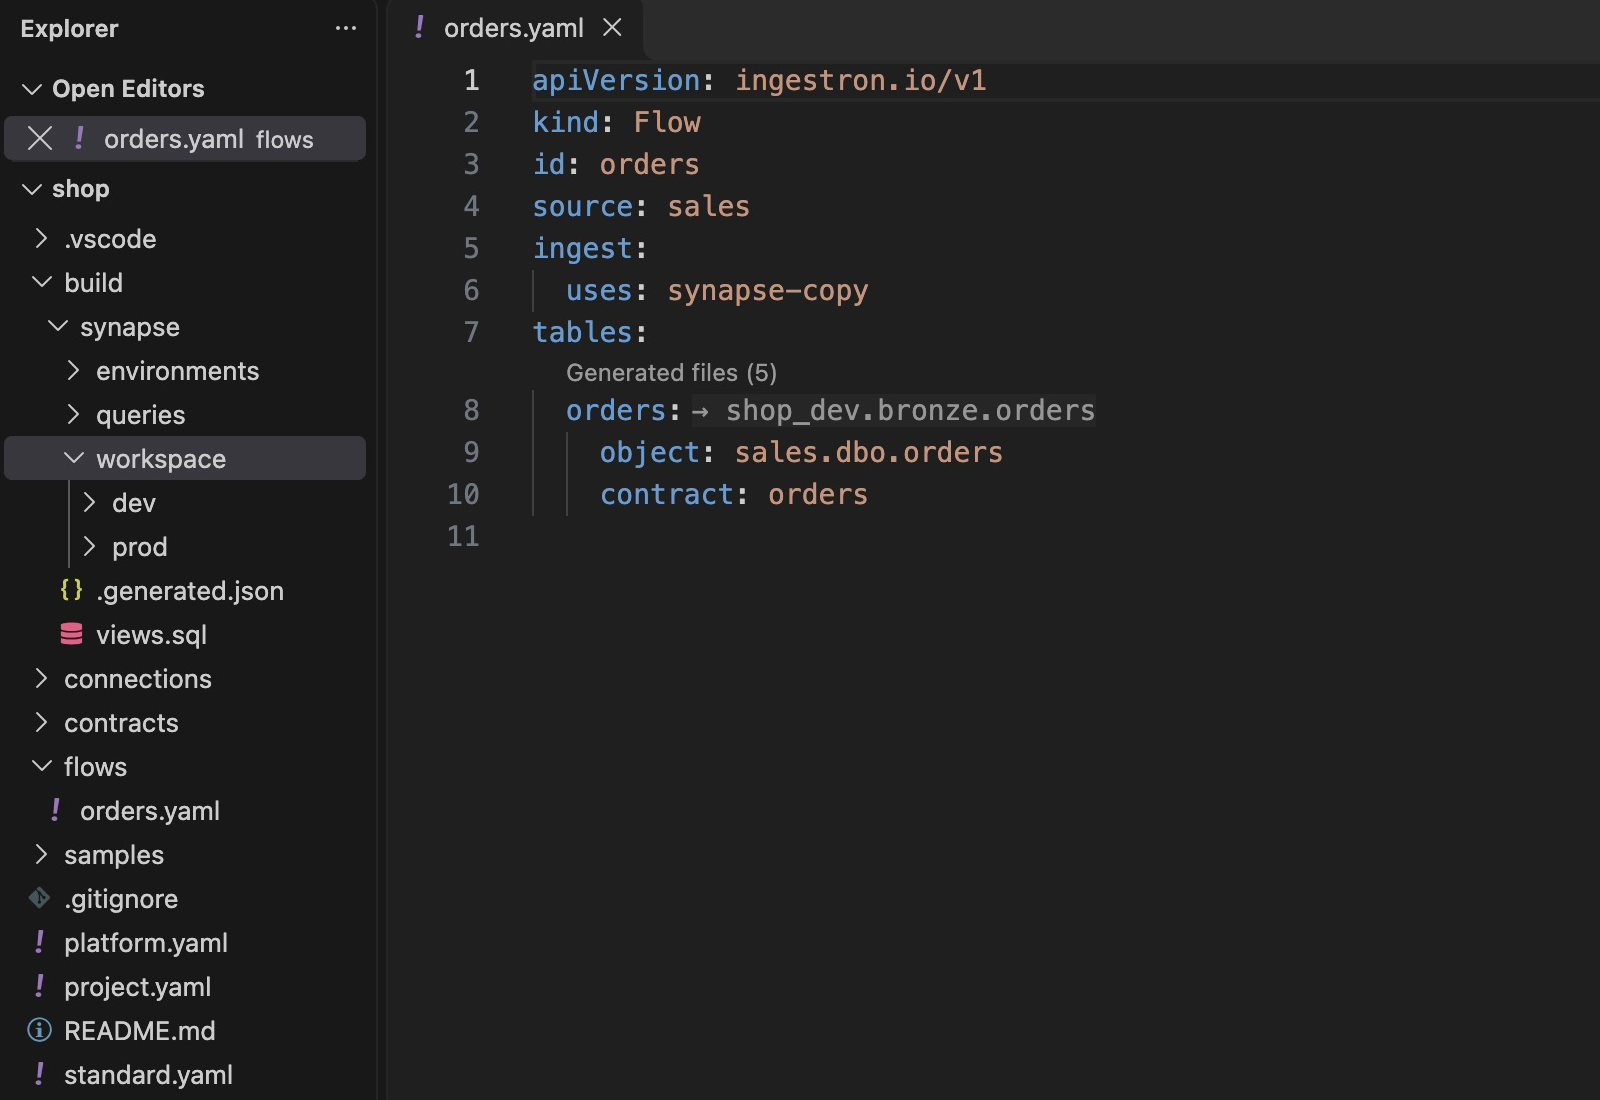 Explorer
Open Editors
orders.yaml flows
shop
.vscode
build
synapse
environments
queries
workspace
dev
prod
.generated.json
views.sql
connections
contracts
flows
orders.yaml
samples
.gitignore
platform.yaml
project.yaml
README.md
standard.yaml
orders.yaml
1 apiVersion: ingestron.io/v1
2 kind: Flow
3 id: orders
4 source: sales
5 ingest:
6 uses: synapse-copy
7 tables:
Generated files (5)
8 orders: → shop_dev.bronze.orders
9 object: sales.dbo.orders
10 contract: orders
11